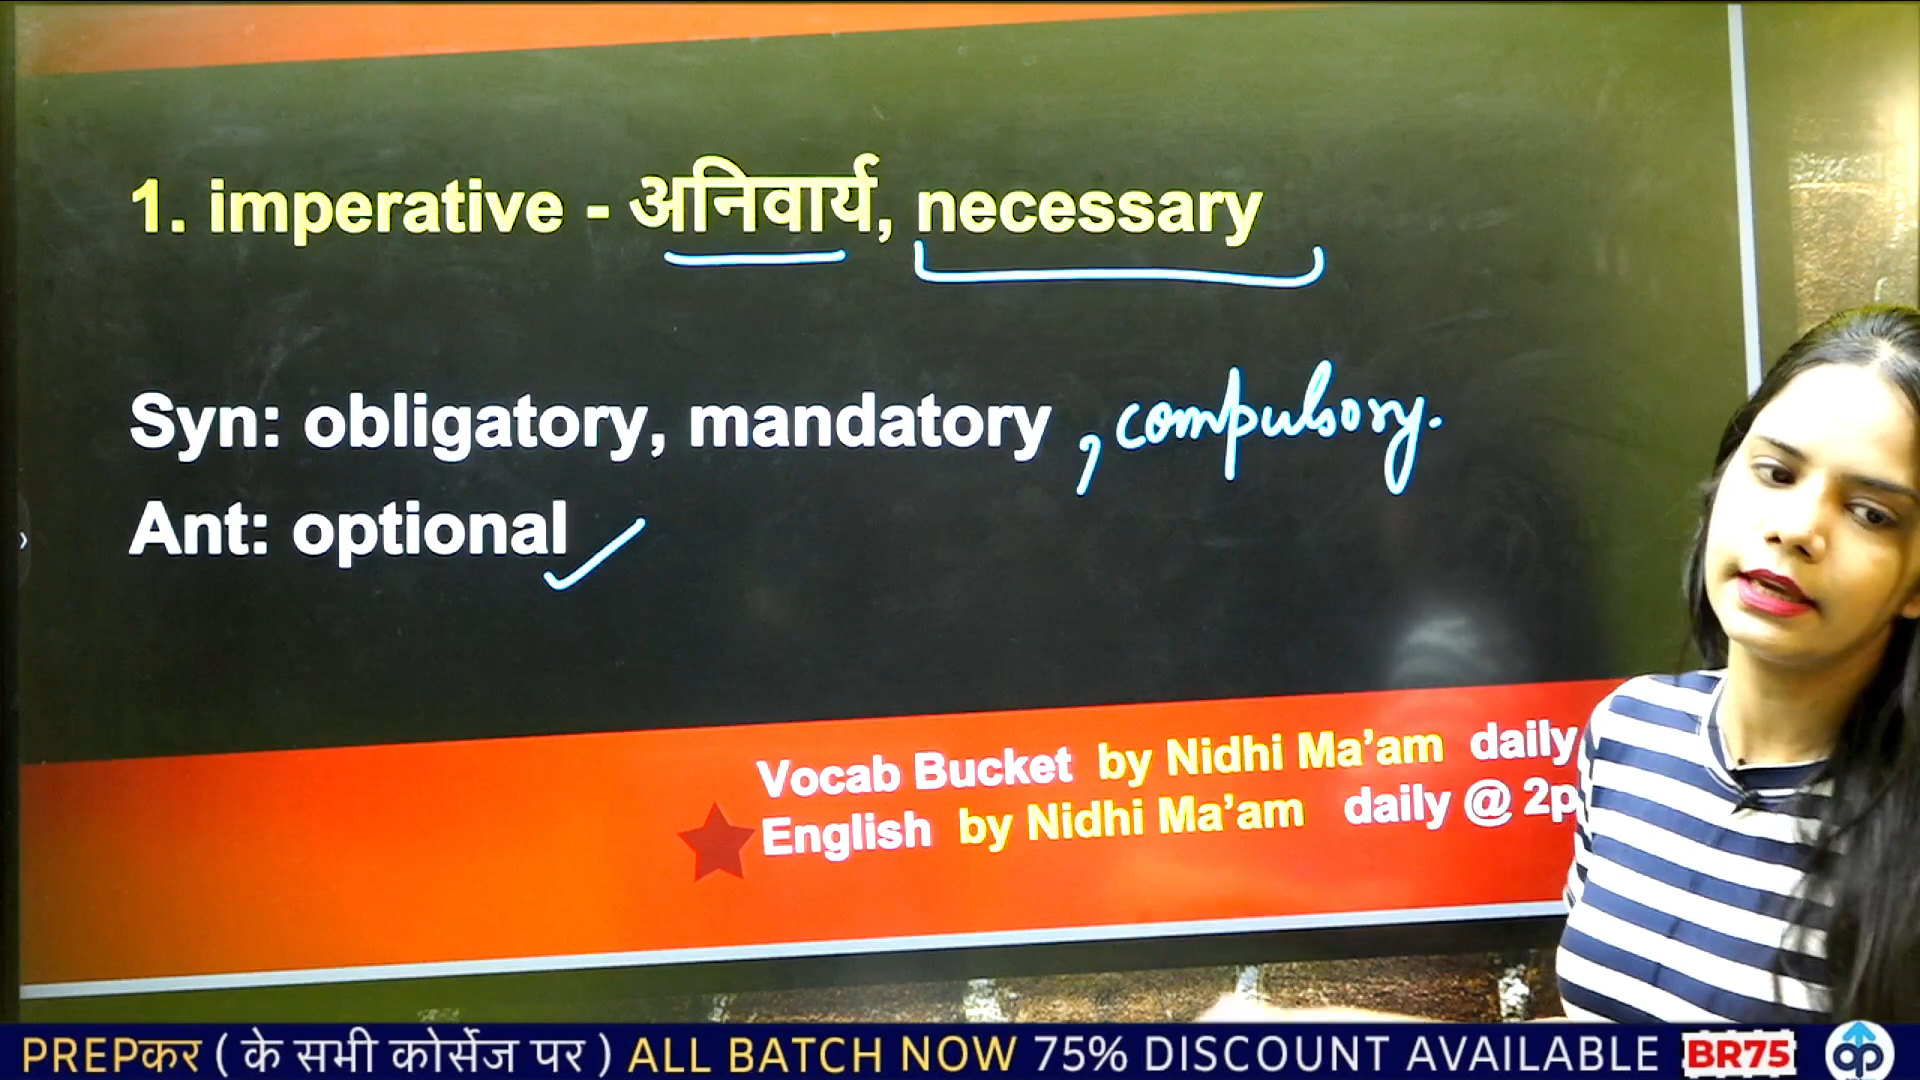 1. imperative - अनिवार्य, necessary
Syn: obligatory, mandatory , compulsory.
Ant: optional
Vocab Bucket by Nidhi Ma’am daily
English by Nidhi Ma’am daily @ 2p
PREPकर ( के सभी कोर्सेज पर ) ALL BATCH NOW 75% DISCOUNT AVAILABLE BR75